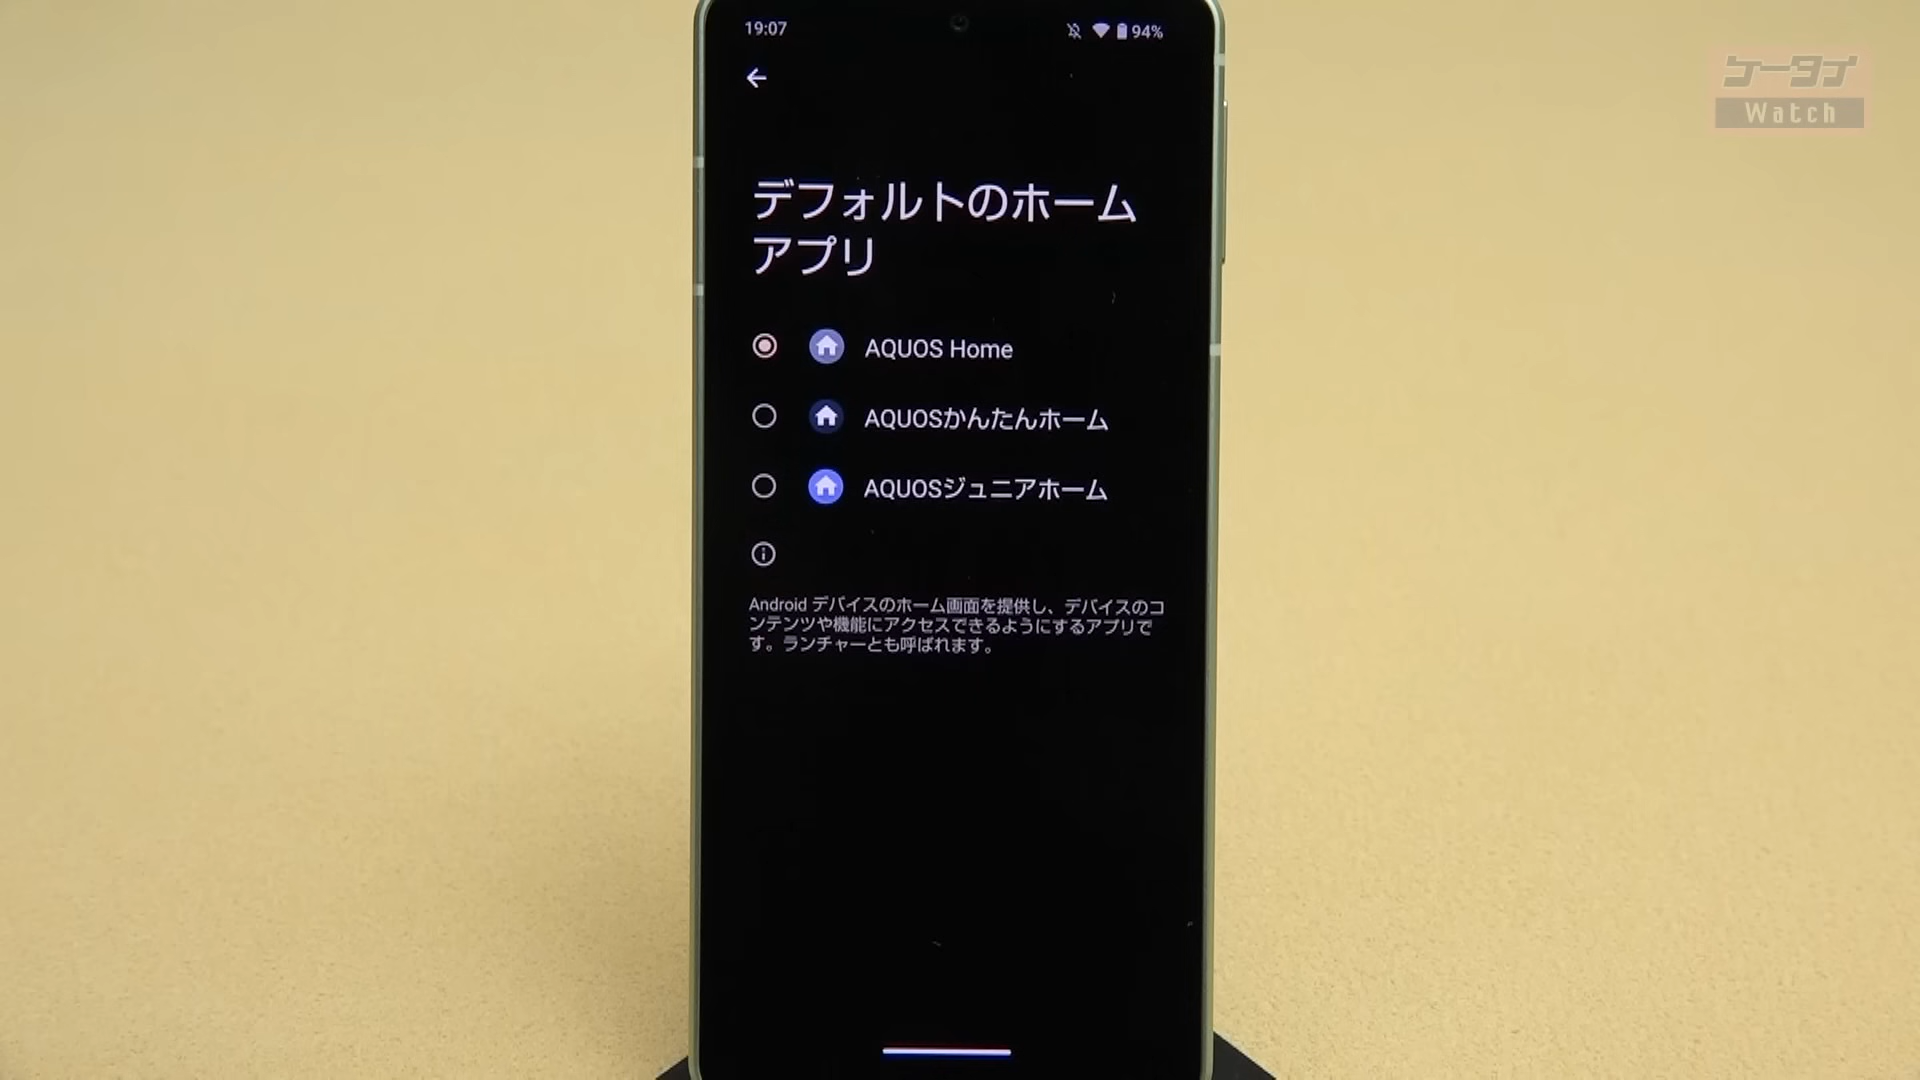 19:07
94%
ケータイ
Watch
デフォルトのホーム
アプリ
AQUOS Home
AQUOSかんたんホーム
AQUOSジュニアホーム
Android デバイスのホーム画面を提供し、デバイスのコ
ンテンツや機能にアクセスできるようにするアプリで
す。ランチャーとも呼ばれます。